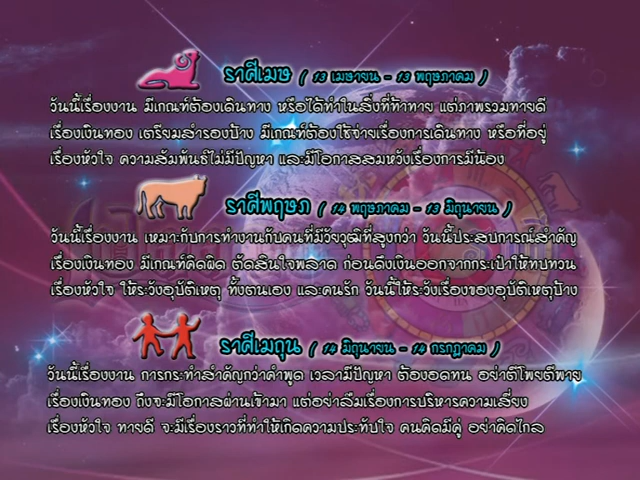 ราศีเมษ ( 13 เมษายน - 13 พฤษภาคม )
วันนี้เรื่องงาน มีเกณฑ์ต้องเดินทาง หรือได้ทำในสิ่งที่ท้าทาย แต่ภาพรวมทายดี
เรื่องเงินทอง เตรียมสำรองบ้าง มีเกณฑ์ต้องใช้จ่ายเรื่องการเดินทาง หรือที่อยู่
เรื่องหัวใจ ความสัมพันธ์ไม่มีปัญหา และมีโอกาสสมหวังเรื่องการมีน้อง
ราศีพฤษภ ( 14 พฤษภาคม - 13 มิถุนายน )
วันนี้เรื่องงาน เหมาะกับการทำงานกับคนที่มีวัยวุฒิที่สูงกว่า วันนี้ประสบการณ์สำคัญ
เรื่องเงินทอง มีเกณฑ์คิดผิด ตัดสินใจพลาด ก่อนดึงเงินออกจากกระเป๋าให้ทบทวน
เรื่องหัวใจ ให้ระวังอุบัติเหตุ ทั้งตนเอง และคนรัก วันนี้ให้ระวังเรื่องของอุบัติเหตุบ้าง
ราศีเมถุน ( 14 มิถุนายน - 14 กรกฎาคม )
วันนี้เรื่องงาน การกระทำสำคัญกว่าคำพูด เวลามีปัญหา ต้องอดทน อย่าตีโพยตีพาย
เรื่องเงินทอง ถึงจะมีโอกาสผ่านเข้ามา แต่อย่าลืมเรื่องการบริหารความเสี่ยง
เรื่องหัวใจ ทายดี จะมีเรื่องราวที่ทำให้เกิดความประทับใจ คนคิดมีคู่ อย่าคิดไกล